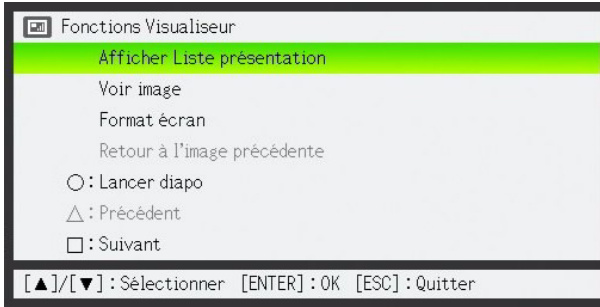 Fonctions Visualiseur
Afficher Liste présentation
Voir image
Format écran
Retour à l'image précédente
○:Lancer diapo
△:Précédent
□:Suivant
[▲]/[▼]:Sélectionner [ENTER]:OK [ESC]:Quitter